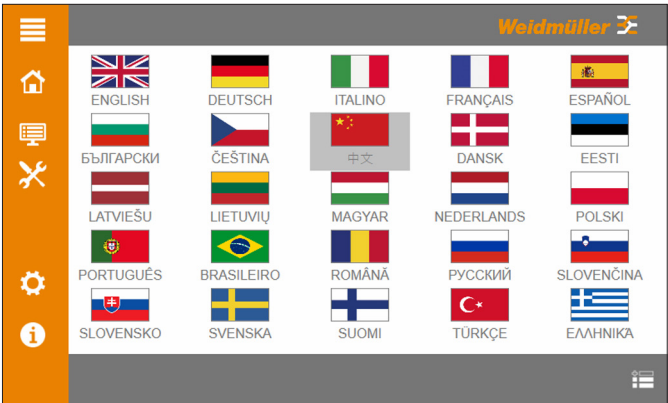 Weidmüller
ENGLISH DEUTSCH ITALINO FRANÇAIS ESPAÑOL
БЪЛГАРСКИ ČEŠTINA 中文 DANSK EESTI
LATVIEŠU LIETUVIŲ MAGYAR NEDERLANDS POLSKI
PORTUGUÊS BRASILEIRO ROMÂNĂ РУССКИЙ SLOVENČINA
SLOVENSKO SVENSKA SUOMI TÜRKÇE ΕΛΛΗΝΙΚΆ